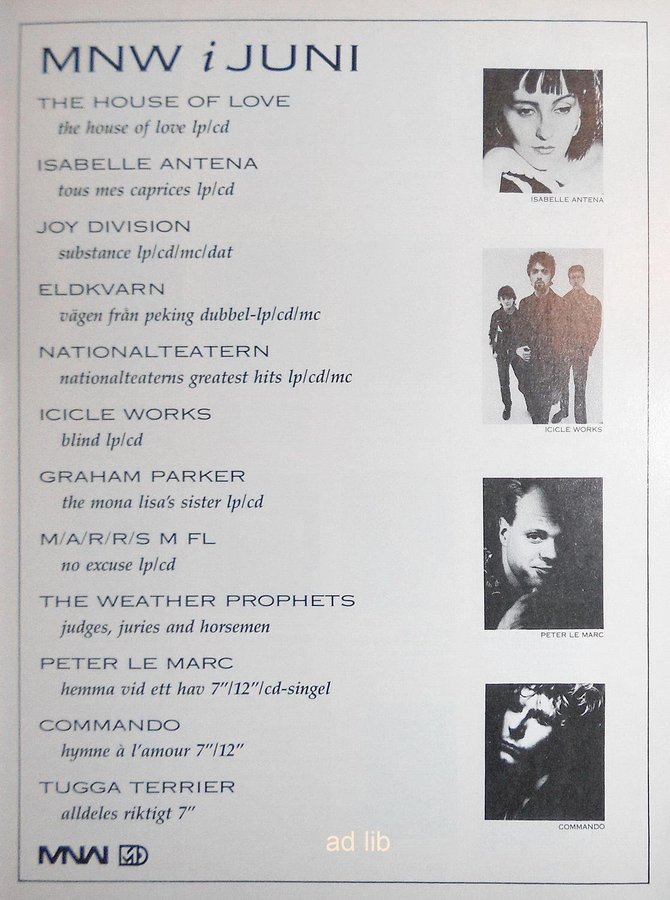 MNW i JUNI
THE HOUSE OF LOVE
the house of love lp/cd
ISABELLE ANTENA
tous mes caprices lp/cd
JOY DIVISION
substance lp/cd/mc/dat
ELDKVARN
vägen från peking dubbel-lp/cd/mc
NATIONALTEATERN
nationalteaterns greatest hits lp/cd/mc
ICICLE WORKS
blind lp/cd
GRAHAM PARKER
the mona lisa's sister lp/cd
M/A/R/R/S M FL
no excuse lp/cd
THE WEATHER PROPHETS
judges, juries and horsemen
PETER LE MARC
hemma vid ett hav 7"/12"/cd-singel
COMMANDO
hymne à l'amour 7"/12"
TUGGA TERRIER
alldeles riktigt 7"
MNW MD
ISABELLE ANTENA
ICICLE WORKS
PETER LE MARC
COMMANDO
ad lib